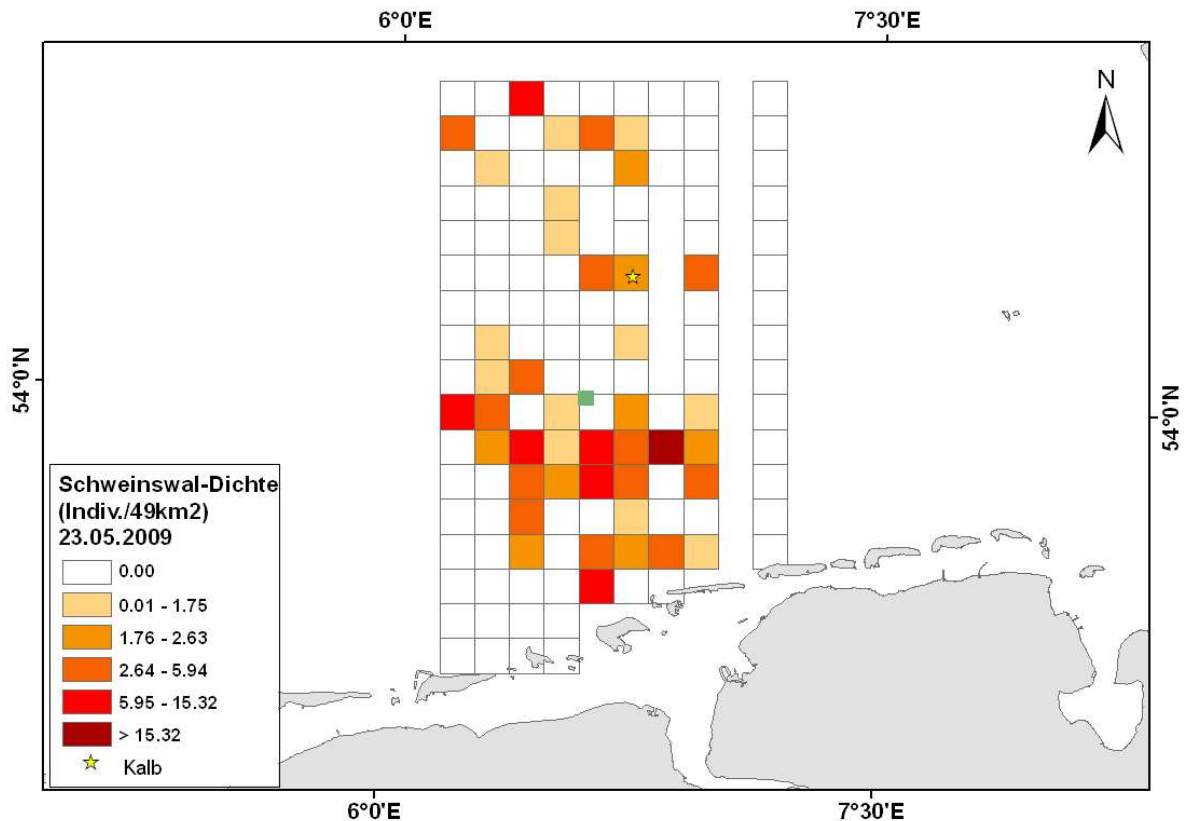 6°0'E
7°30'E
N
54°0'N
54°0'N
Schweinswal-Dichte
(Indiv./49km2)
23.05.2009
0.00
0.01 - 1.75
1.76 - 2.63
2.64 - 5.94
5.95 - 15.32
> 15.32
Kalb
6°0'E
7°30'E